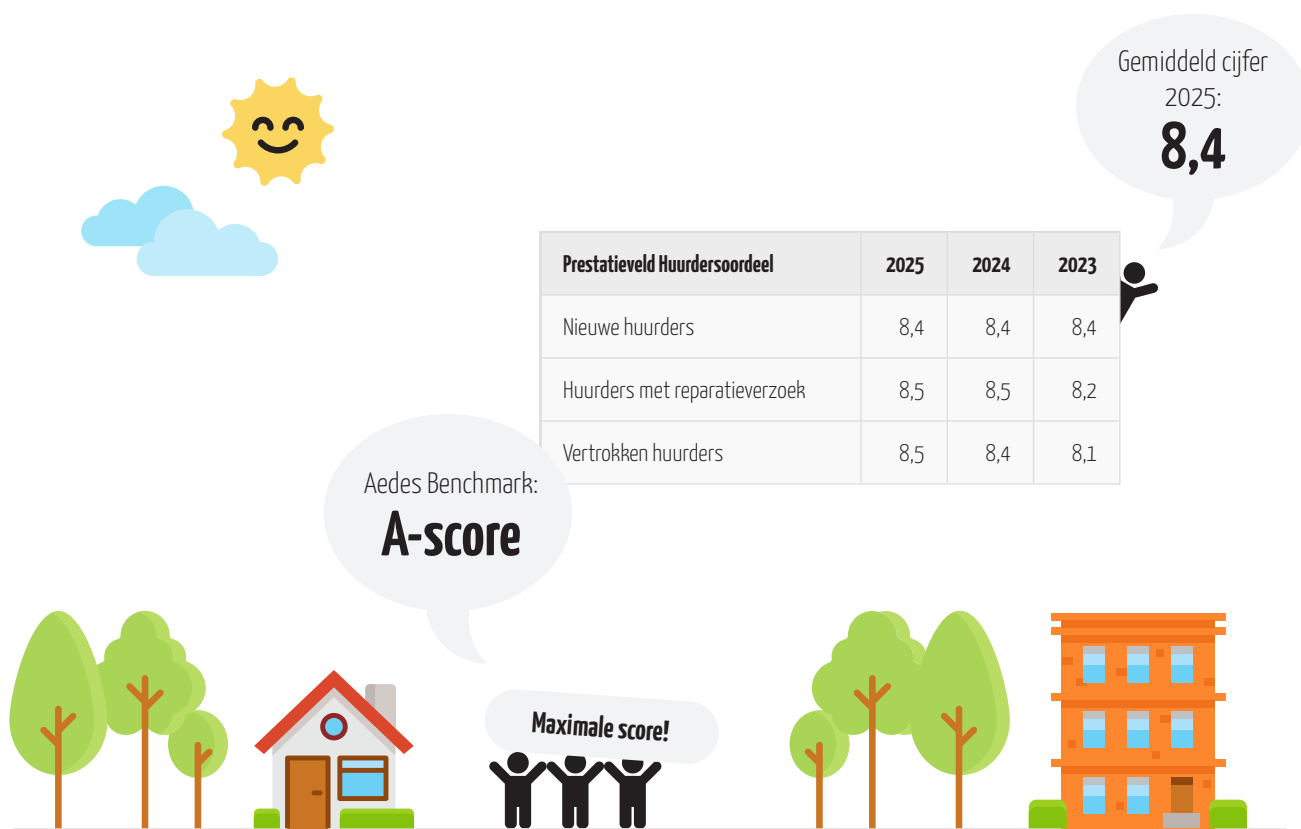 Gemiddeld cijfer
2025:
8,4
Prestatieveld Huurdersoordeel 2025 2024 2023
Nieuwe huurders 8,4 8,4 8,4
Huurders met reparatieverzoek 8,5 8,5 8,2
Vertrokken huurders 8,5 8,4 8,1
Aedes Benchmark:
A-score
Maximale score!